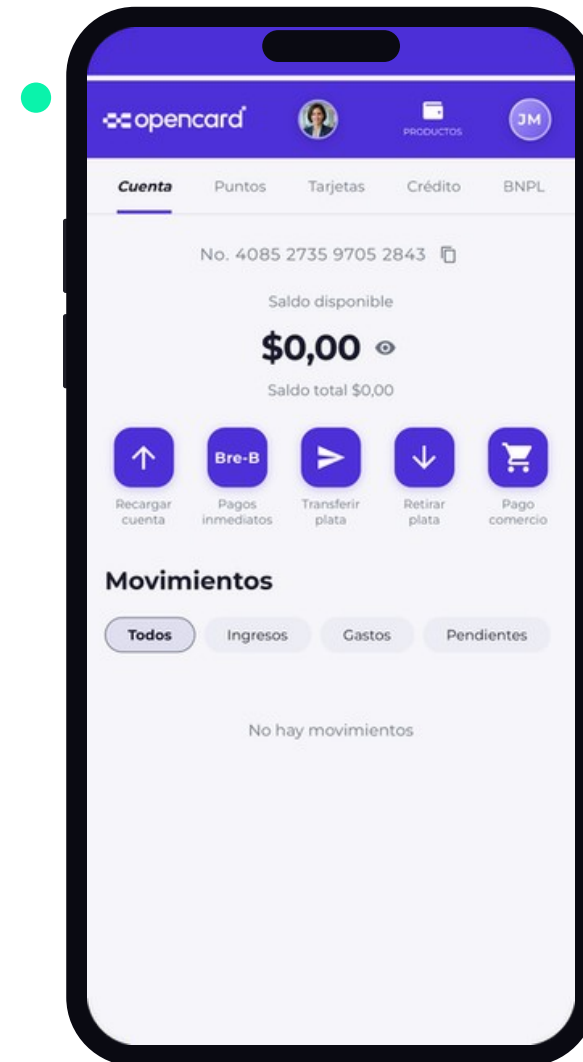 opencard
PRODUCTOS
JM
Cuenta Puntos Tarjetas Crédito BNPL
No. 4085 2735 9705 2843
Saldo disponible
$0,00
Saldo total $0,00
Bre-B
Recargar cuenta
Pagos inmediatos
Transferir plata
Retirar plata
Pago comercio
Movimientos
Todos Ingresos Gastos Pendientes
No hay movimientos